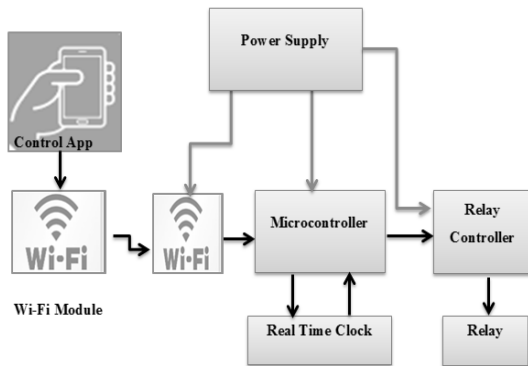 Power Supply
Control App
Wi-Fi
Wi-Fi
Microcontroller
Relay
Controller
Wi-Fi Module
Real Time Clock
Relay